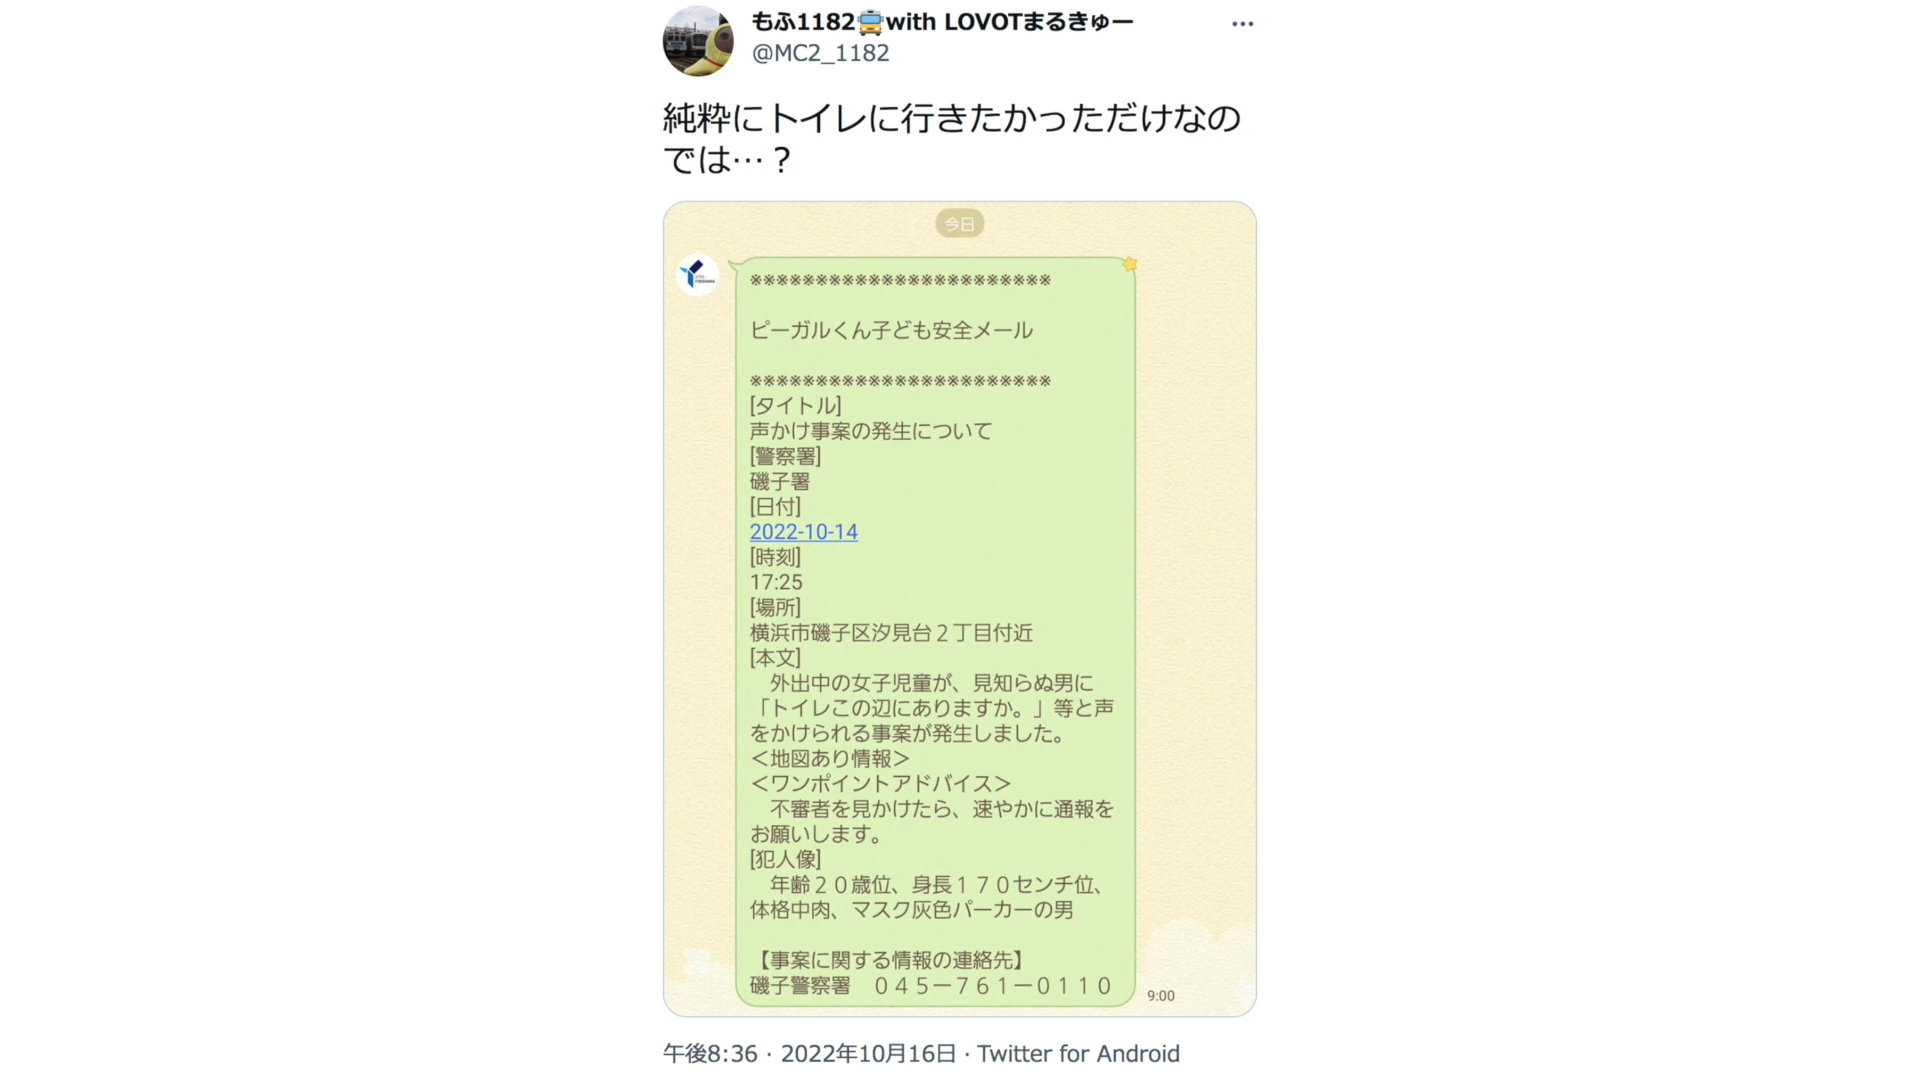 もふ1182🚍with LOVOTまるきゅー
@MC2_1182
純粋にトイレに行きたかっただけなの
では…？
今日
※※※※※※※※※※※※※※※※※※※※※※※
ピーガルくん子ども安全メール
※※※※※※※※※※※※※※※※※※※※※※※
[タイトル]
声かけ事案の発生について
[警察署]
磯子署
[日付]
2022-10-14
[時刻]
17:25
[場所]
横浜市磯子区汐見台２丁目付近
[本文]
　外出中の女子児童が、見知らぬ男に
「トイレこの辺にありますか。」等と声
をかけられる事案が発生しました。
＜地図あり情報＞
＜ワンポイントアドバイス＞
　不審者を見かけたら、速やかに通報を
お願いします。
[犯人像]
　年齢２０歳位、身長１７０センチ位、
体格中肉、マスク灰色パーカーの男
【事案に関する情報の連絡先】
磯子警察署　０４５ー７６１ー０１１０
9:00
午後8:36 · 2022年10月16日 · Twitter for Android